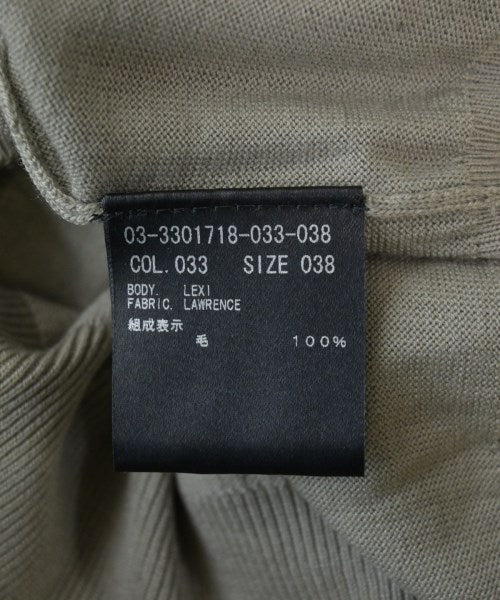 03-3301718-033-038
COL. 033 SIZE 038
BODY. LEXI
FABRIC. LAWRENCE
組成表示
毛 100%